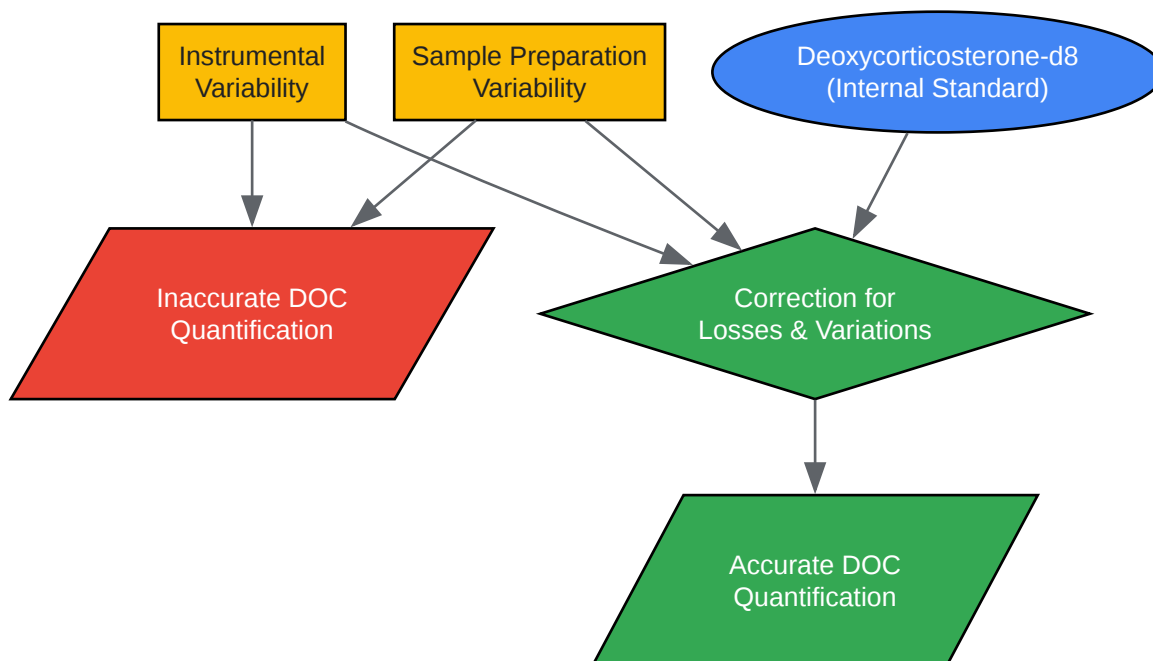 Instrumental
Variability
Sample Preparation
Variability
Deoxycorticosterone-d8
(Internal Standard)
Inaccurate DOC
Quantification
Correction for
Losses & Variations
Accurate DOC
Quantification